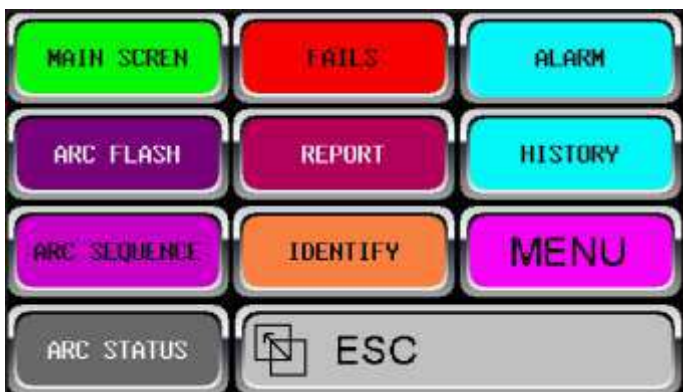 MAIN SCREN
FAILS
ALARM
ARC FLASH
REPORT
HISTORY
ARC SEQUENCE
IDENTIFY
MENU
ARC STATUS
ESC